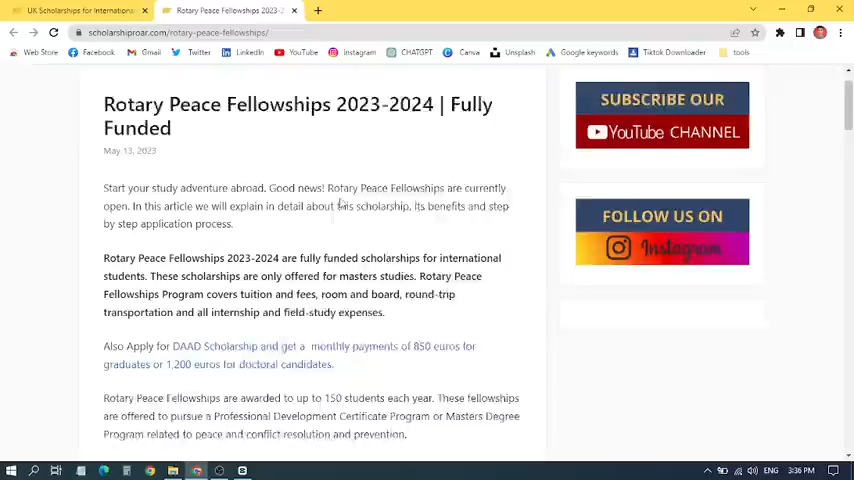 UK Scholarships for Internationa
Rotary Peace Fellowships 2023-2
scholarshiproar.com/rotary-peace-fellowships/
Web Store
Facebook
Gmail
Twitter
LinkedIn
YouTube
Instagram
CHATGPT
Canva
Unsplash
Google keywords
Tiktok Downloader
tools
Rotary Peace Fellowships 2023-2024 | Fully
Funded
May 13, 2023
Start your study adventure abroad. Good news! Rotary Peace Fellowships are currently
open. In this article we will explain in detail about this scholarship, its benefits and step
by step application process.
Rotary Peace Fellowships 2023-2024 are fully funded scholarships for international
students. These scholarships are only offered for masters studies. Rotary Peace
Fellowships Program covers tuition and fees, room and board, round-trip
transportation and all internship and field-study expenses.
Also Apply for DAAD Scholarship and get a monthly payments of 850 euros for
graduates or 1,200 euros for doctoral candidates.
Rotary Peace Fellowships are awarded to up to 150 students each year. These fellowships
are offered to pursue a Professional Development Certificate Program or Masters Degree
Program related to peace and conflict resolution and prevention.
SUBSCRIBE OUR
YouTube CHANNEL
FOLLOW US ON
Instagram
ENG
3:36 PM